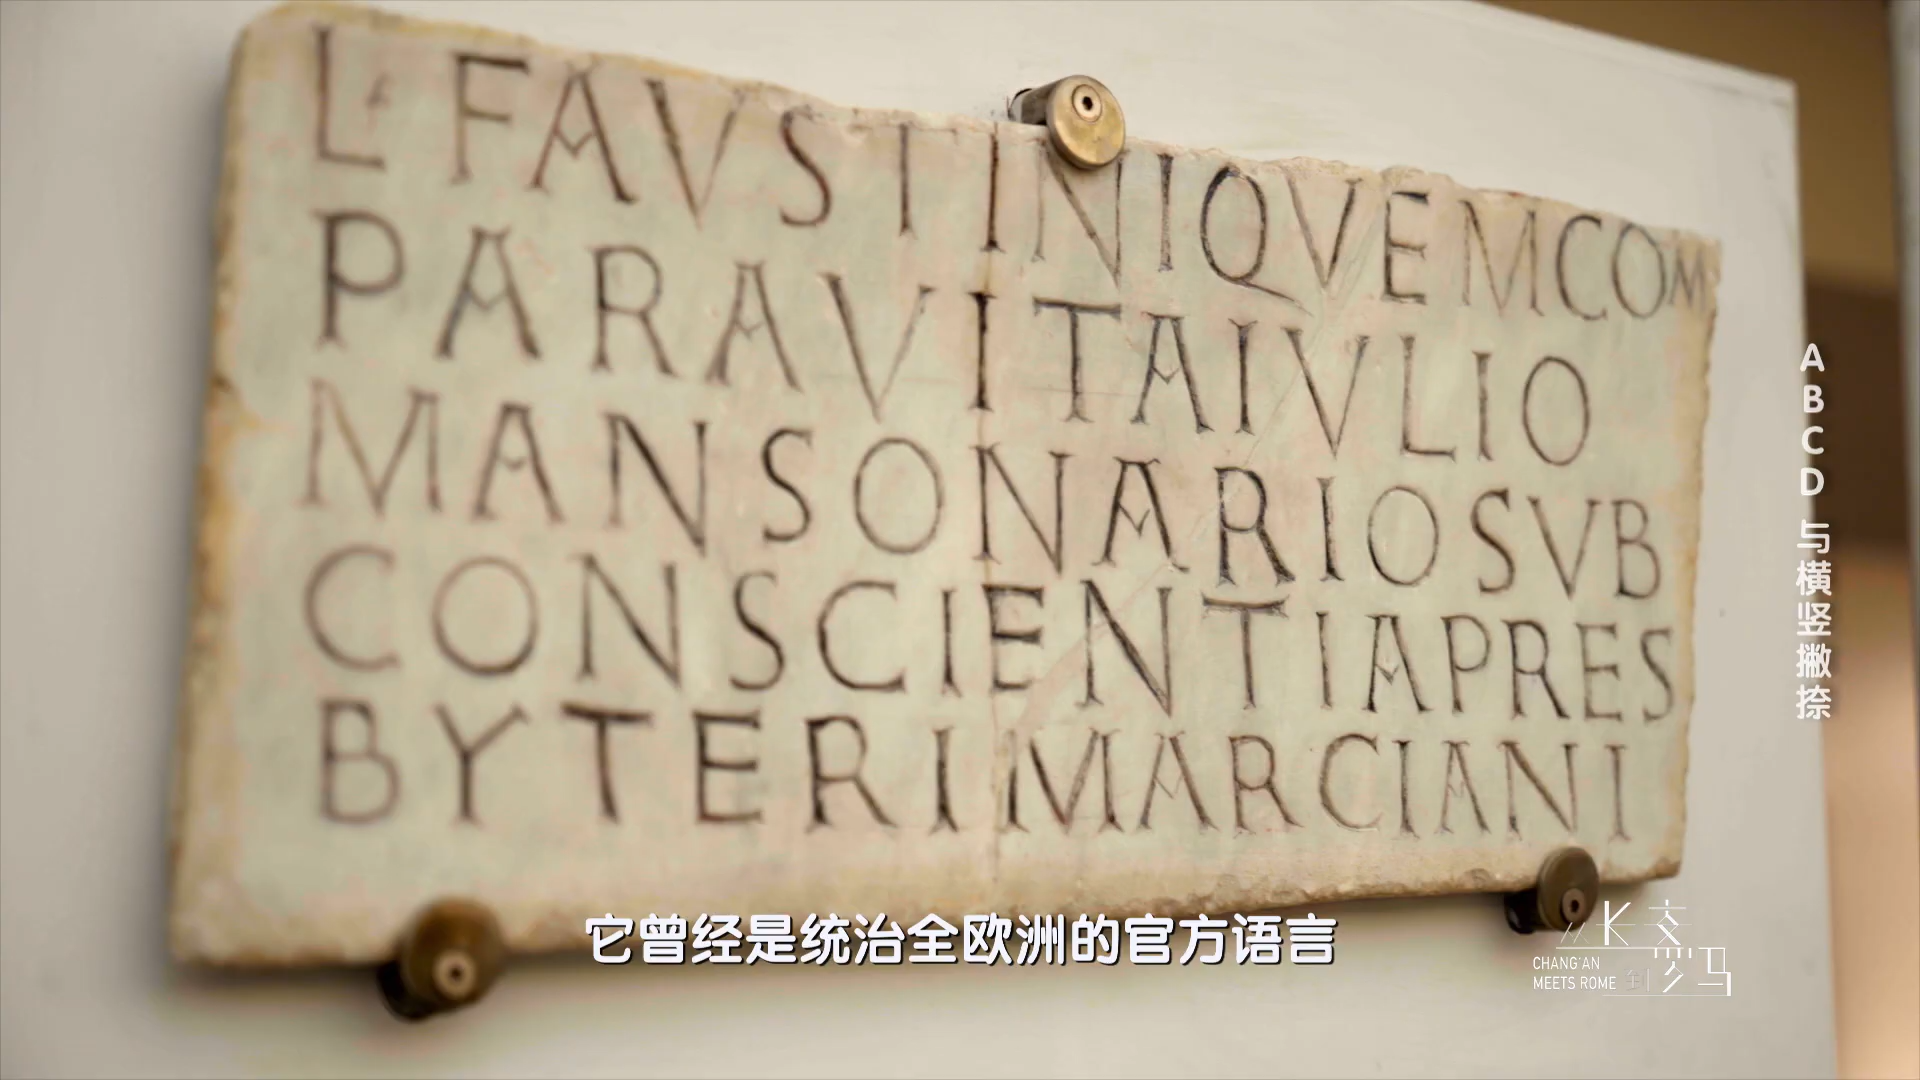 L FAVSTINIQVEMCOM
PARAVITAIVLIO
MANSONARIOSVB
CONSCIENTIAPRES
BYTERIMARCIANI
ABCD与横竖撇捺
它曾经是统治全欧洲的官方语言
从长安到罗马
CHANG'AN
MEETS ROME